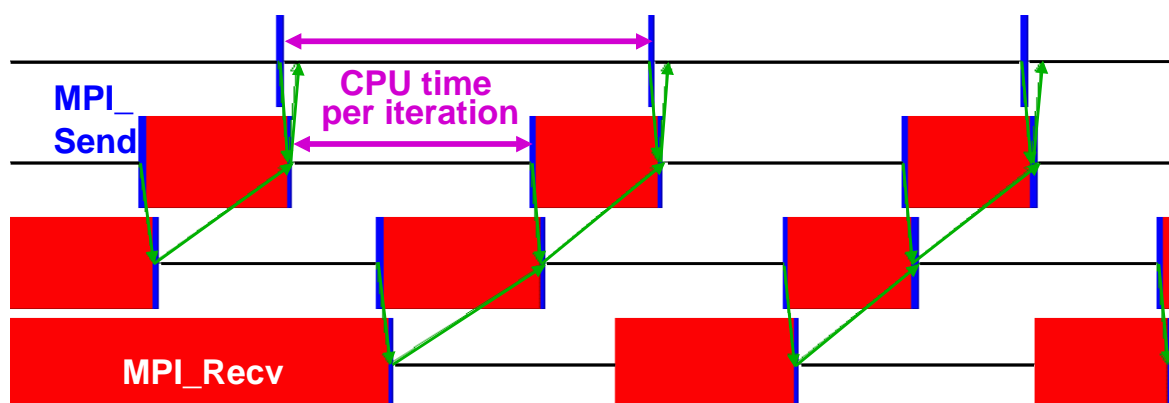 CPU time
per iteration
MPI_
Send
MPI_Recv